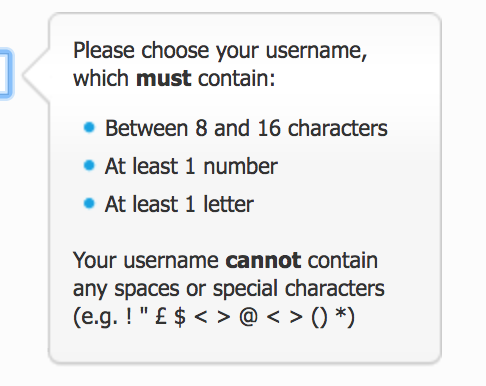 Please choose your username,
which must contain:
Between 8 and 16 characters
At least 1 number
At least 1 letter
Your username cannot contain
any spaces or special characters
(e.g. ! " £ $ < > @ < > () *)